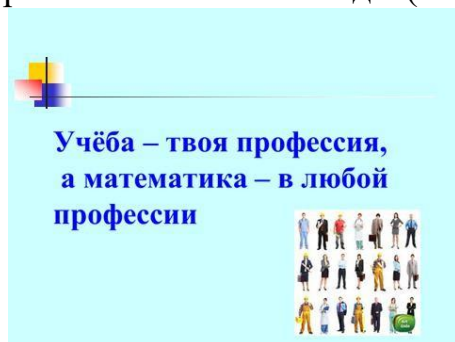 Учёба – твоя профессия,
а математика – в любой
профессии